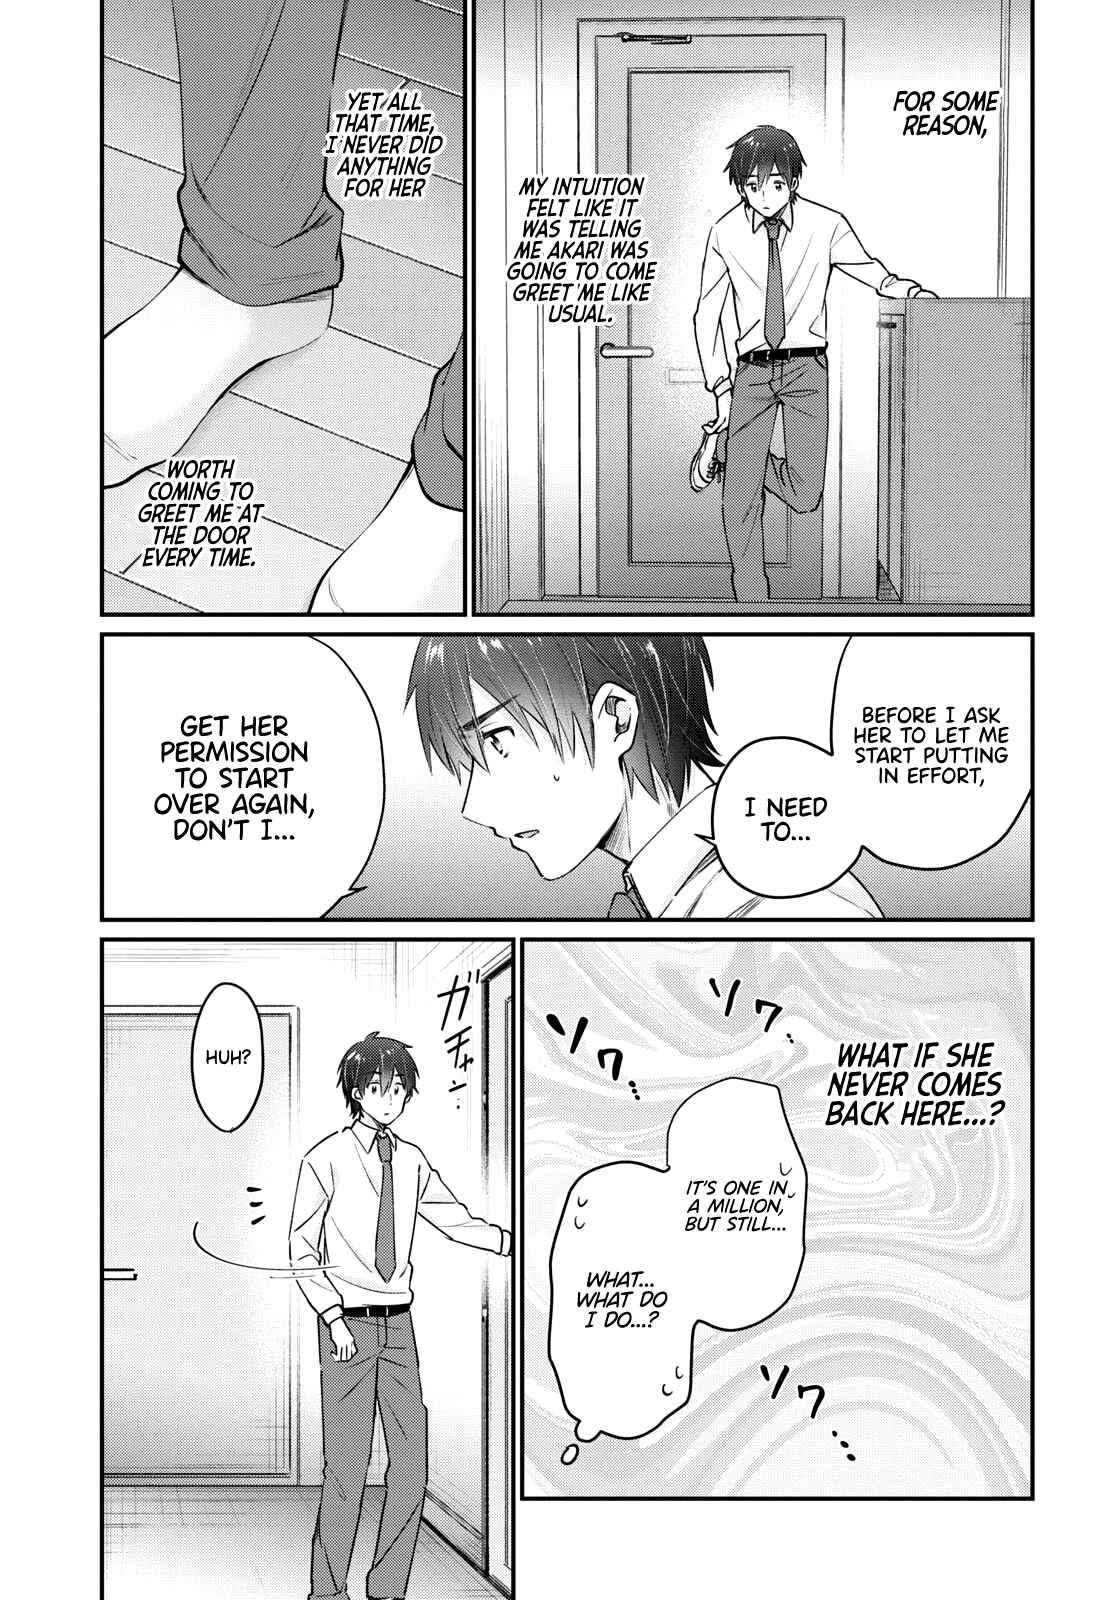 FOR SOME
REASON,
MY INTUITION
FELT LIKE IT
WAS TELLING
ME AKARI WAS
GOING TO COME
GREET ME LIKE
USUAL.
YET ALL
THAT TIME,
I NEVER DID
ANYTHING
FOR HER
WORTH
COMING TO
GREET ME AT
THE DOOR
EVERY TIME.
BEFORE I ASK
HER TO LET ME
START PUTTING
IN EFFORT,
I NEED
TO...
GET HER
PERMISSION
TO START
OVER AGAIN,
DON'T I...
ソワ
ソワ
WHAT IF SHE
NEVER COMES
BACK HERE...?
IT'S ONE IN
A MILLION,
BUT STILL...
WHAT...
WHAT DO
I DO...?
ソワ
ガチャン
HUH?